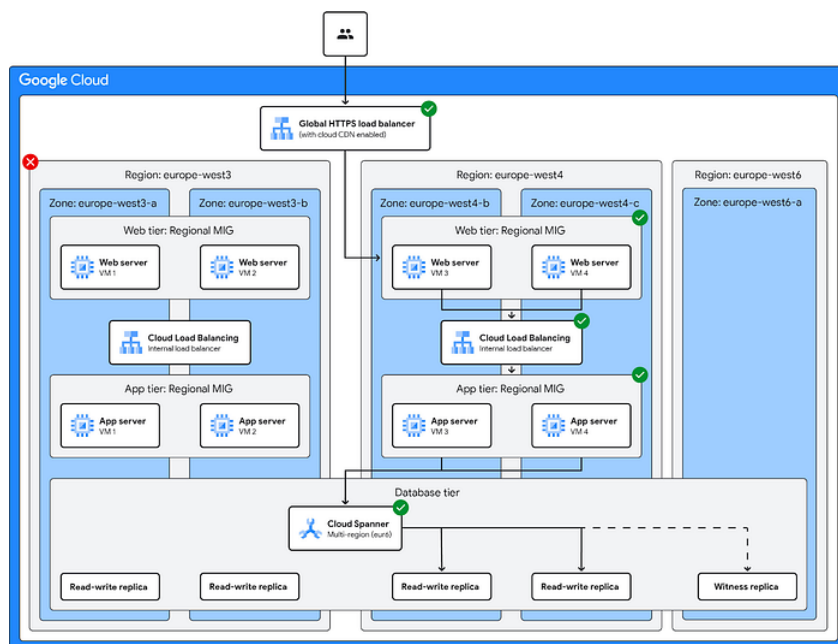 Google Cloud
Global HTTPS load balancer
(with cloud CDN enabled)
Region: europe-west3
Region: europe-west4
Region: europe-west6
Zone: europe-west3-a
Zone: europe-west3-b
Zone: europe-west4-b
Zone: europe-west4-c
Zone: europe-west6-a
Web tier: Regional MIG
Web server
VM 1
Web server
VM 2
Web tier: Regional MIG
Web server
VM 3
Web server
VM 4
Cloud Load Balancing
Internal load balancer
Cloud Load Balancing
Internal load balancer
App tier: Regional MIG
App server
VM 1
App server
VM 2
App tier: Regional MIG
App server
VM 3
App server
VM 4
Database tier
Cloud Spanner
Multi-region (eur6)
Read-write replica
Read-write replica
Read-write replica
Read-write replica
Witness replica